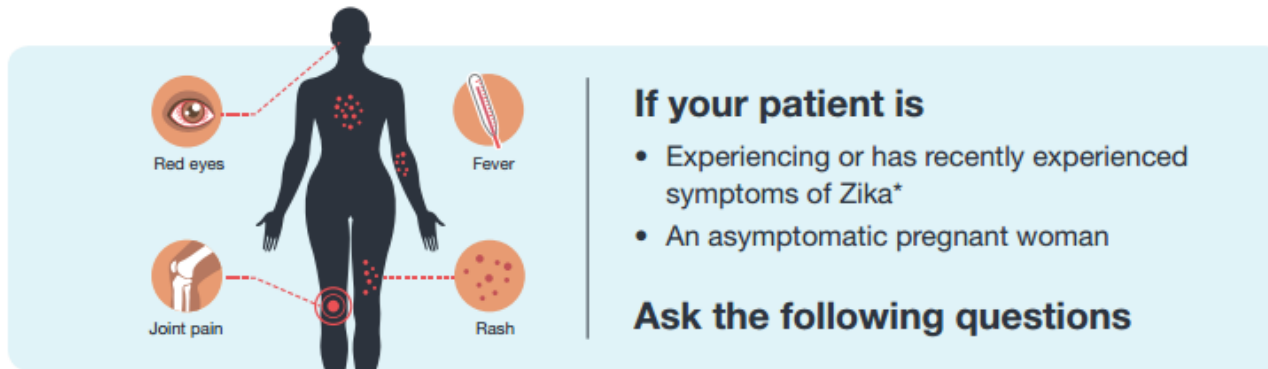 Red eyes
Fever
Joint pain
Rash
If your patient is
• Experiencing or has recently experienced
symptoms of Zika*
• An asymptomatic pregnant woman
Ask the following questions